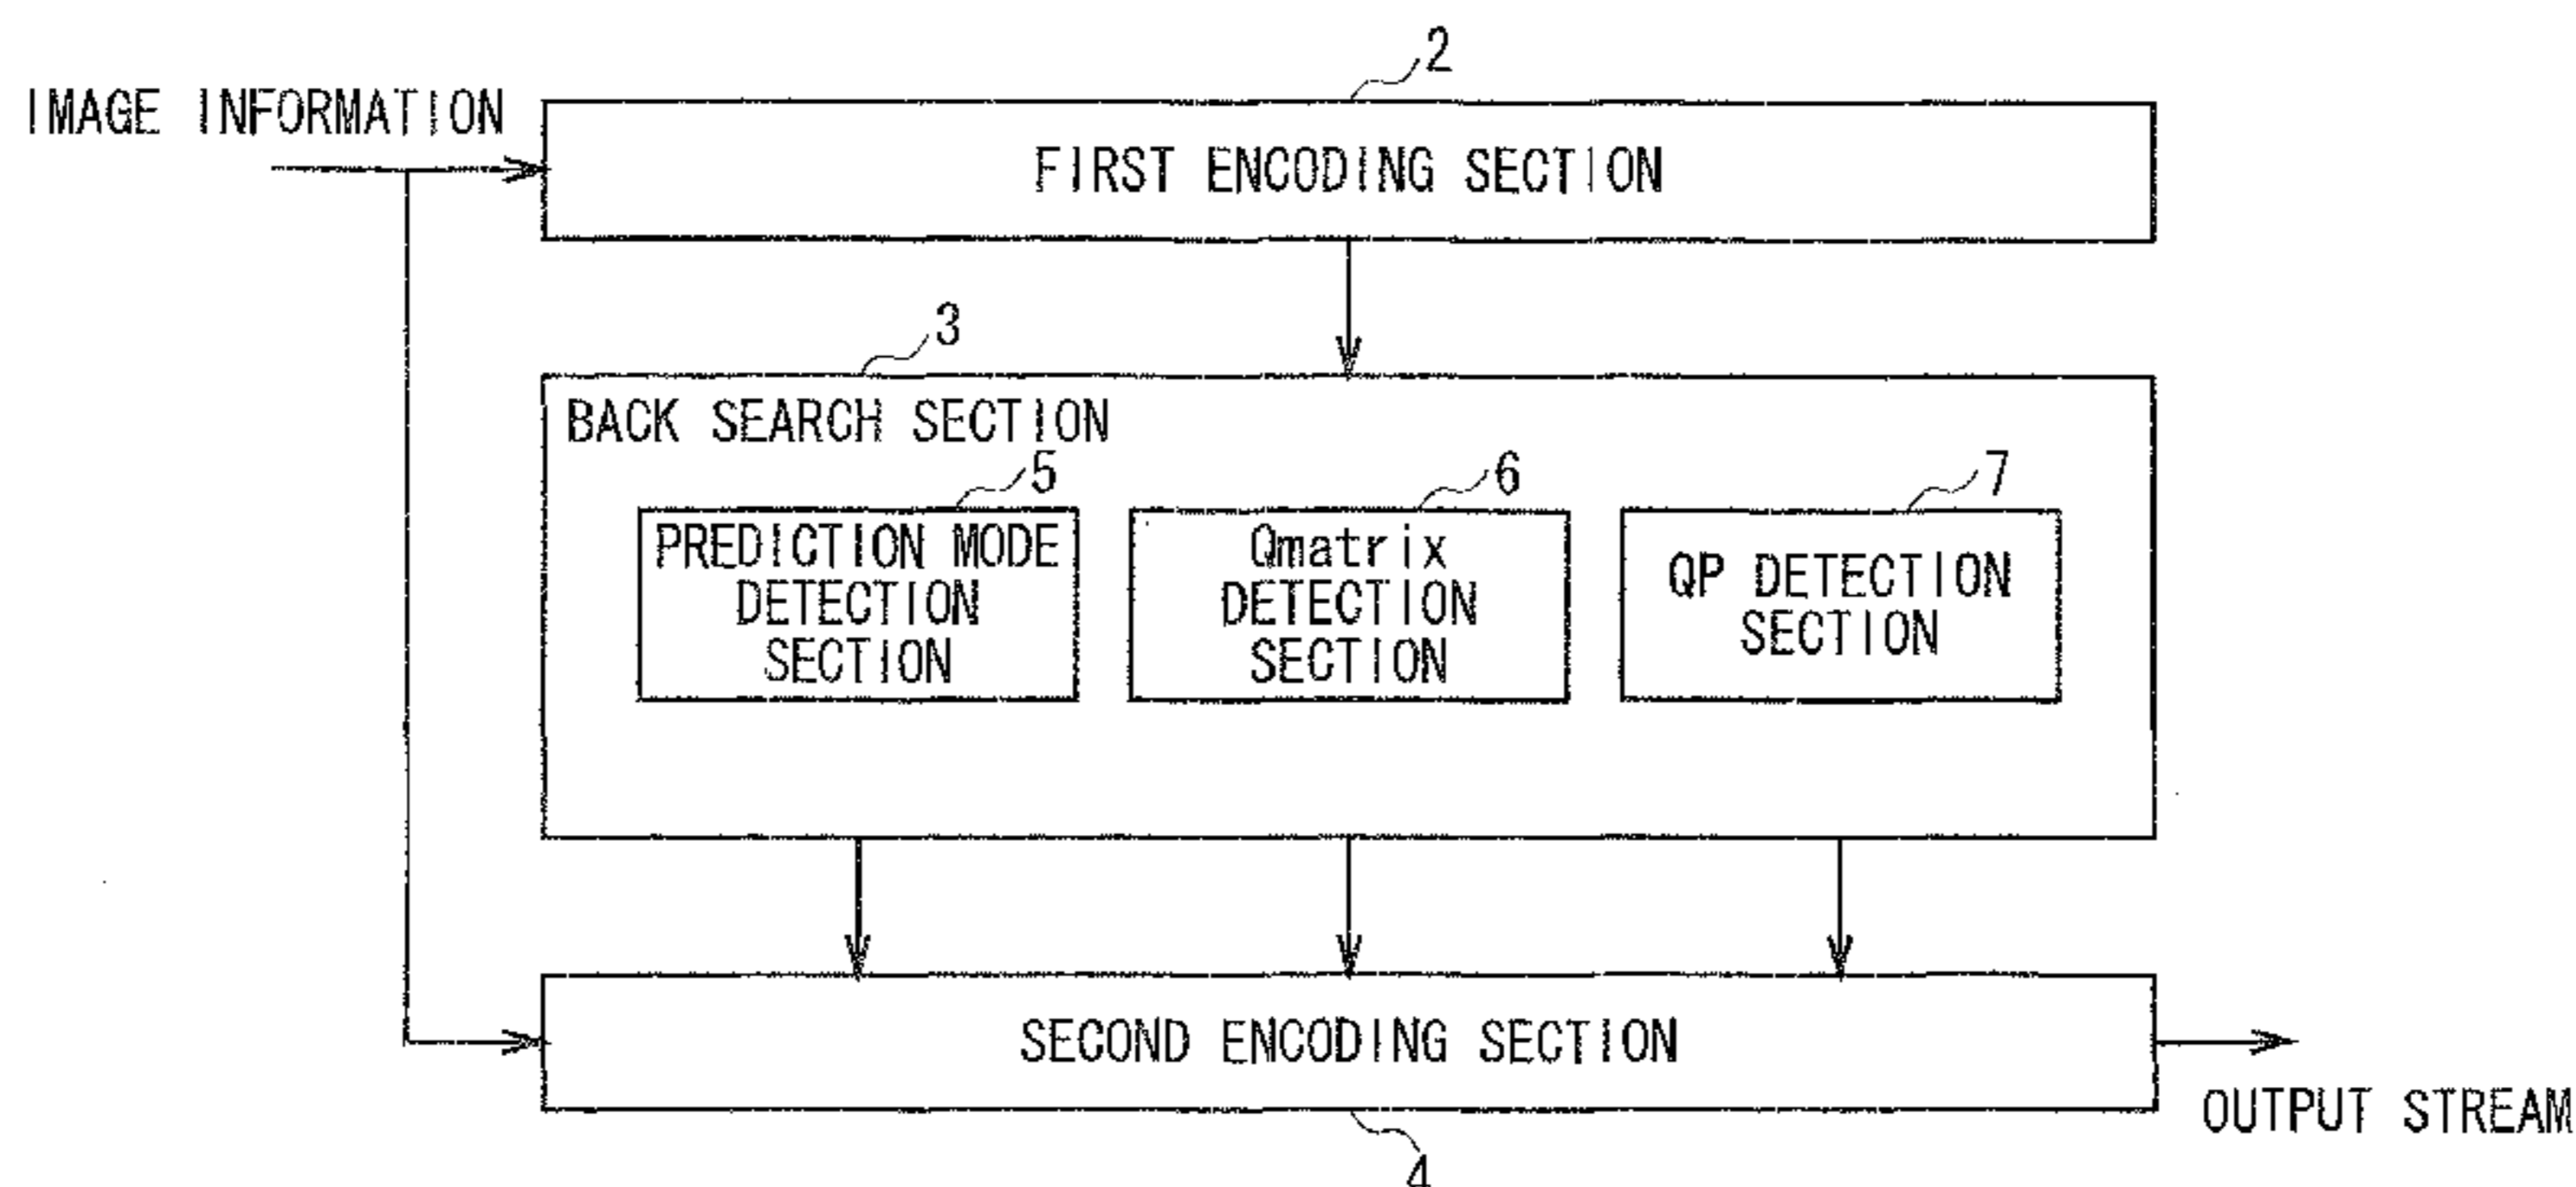 2
IMAGE INFORMATION
FIRST ENCODING SECTION
3
BACK SEARCH SECTION
5
6
7
PREDICTION MODE
DETECTION
SECTION
Qmatrix
DETECTION
SECTION
QP DETECTION
SECTION
SECOND ENCODING SECTION
OUTPUT STREAM
4